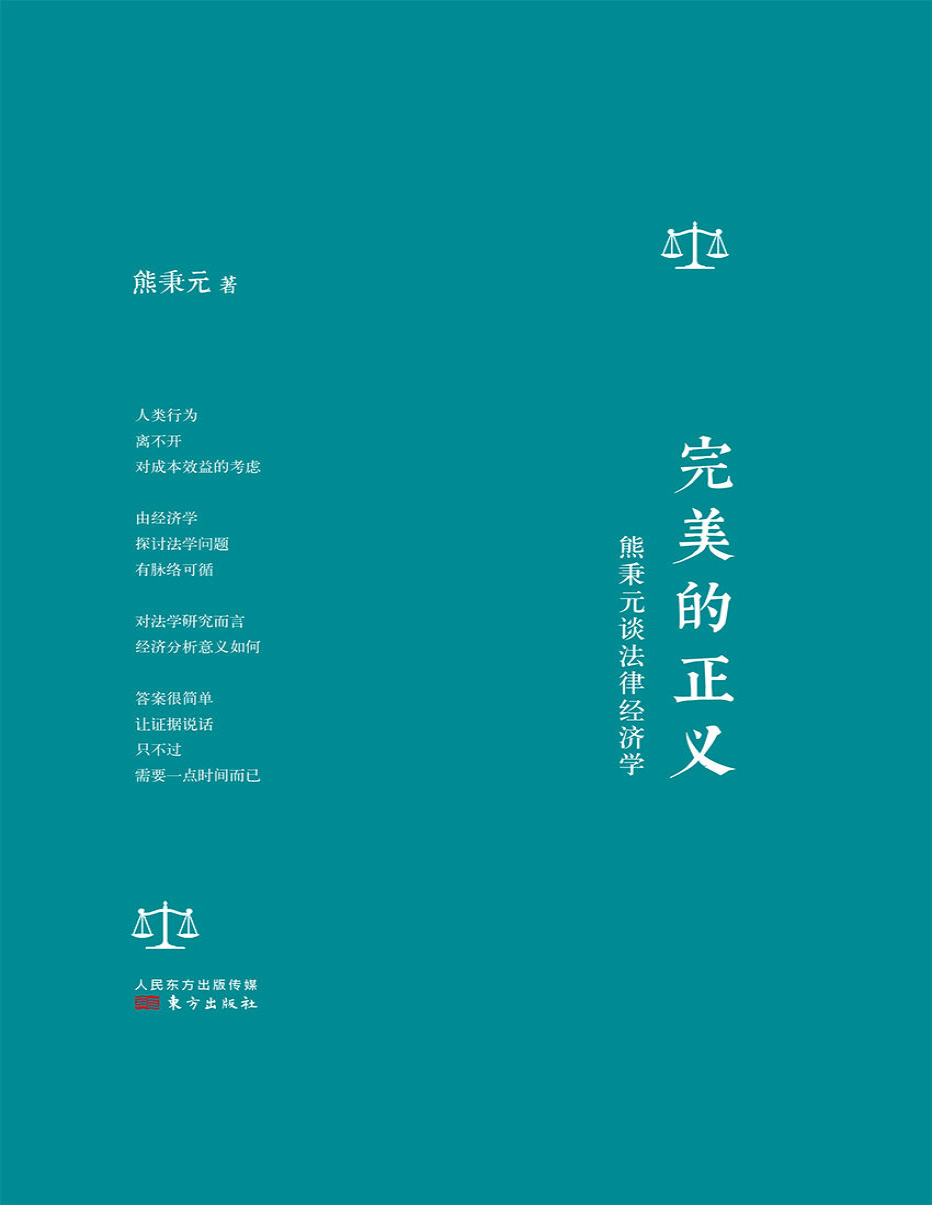 熊秉元 著
人类行为
离不开
对成本效益的考虑
由经济学
探讨法学问题
有脉络可循
对法学研究而言
经济分析意义如何
答案很简单
让证据说话
只不过
需要一点时间而已
完美的正义
熊秉元谈法律经济学
人民东方出版传媒
東方出版社